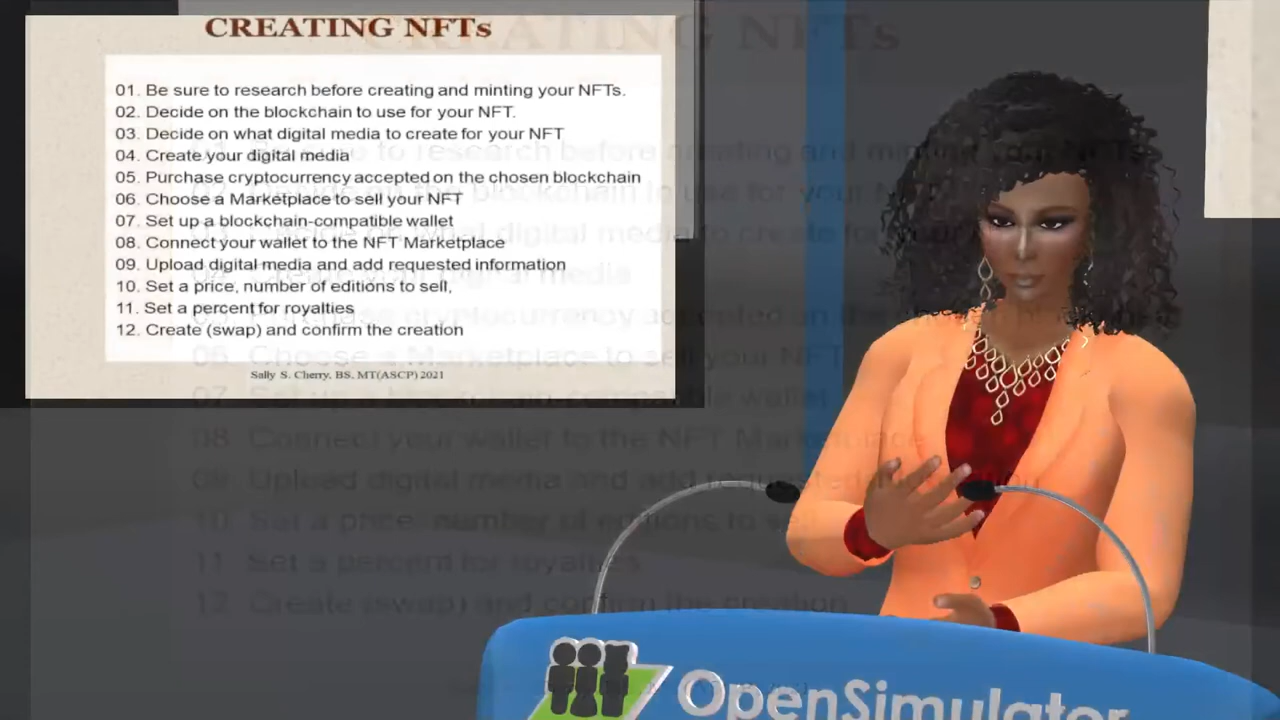 CREATING NFTs
01. Be sure to research before creating and minting your NFTs.
02. Decide on the blockchain to use for your NFT.
03. Decide on what digital media to create for your NFT
04. Create your digital media
05. Purchase cryptocurrency accepted on the chosen blockchain
06. Choose a Marketplace to sell your NFT
07. Set up a blockchain-compatible wallet
08. Connect your wallet to the NFT Marketplace
09. Upload digital media and add requested information
10. Set a price, number of editions to sell,
11. Set a percent for royalties
12. Create (swap) and confirm the creation
Sally S. Cherry, BS, MT(ASCP) 2021
OpenSimulator